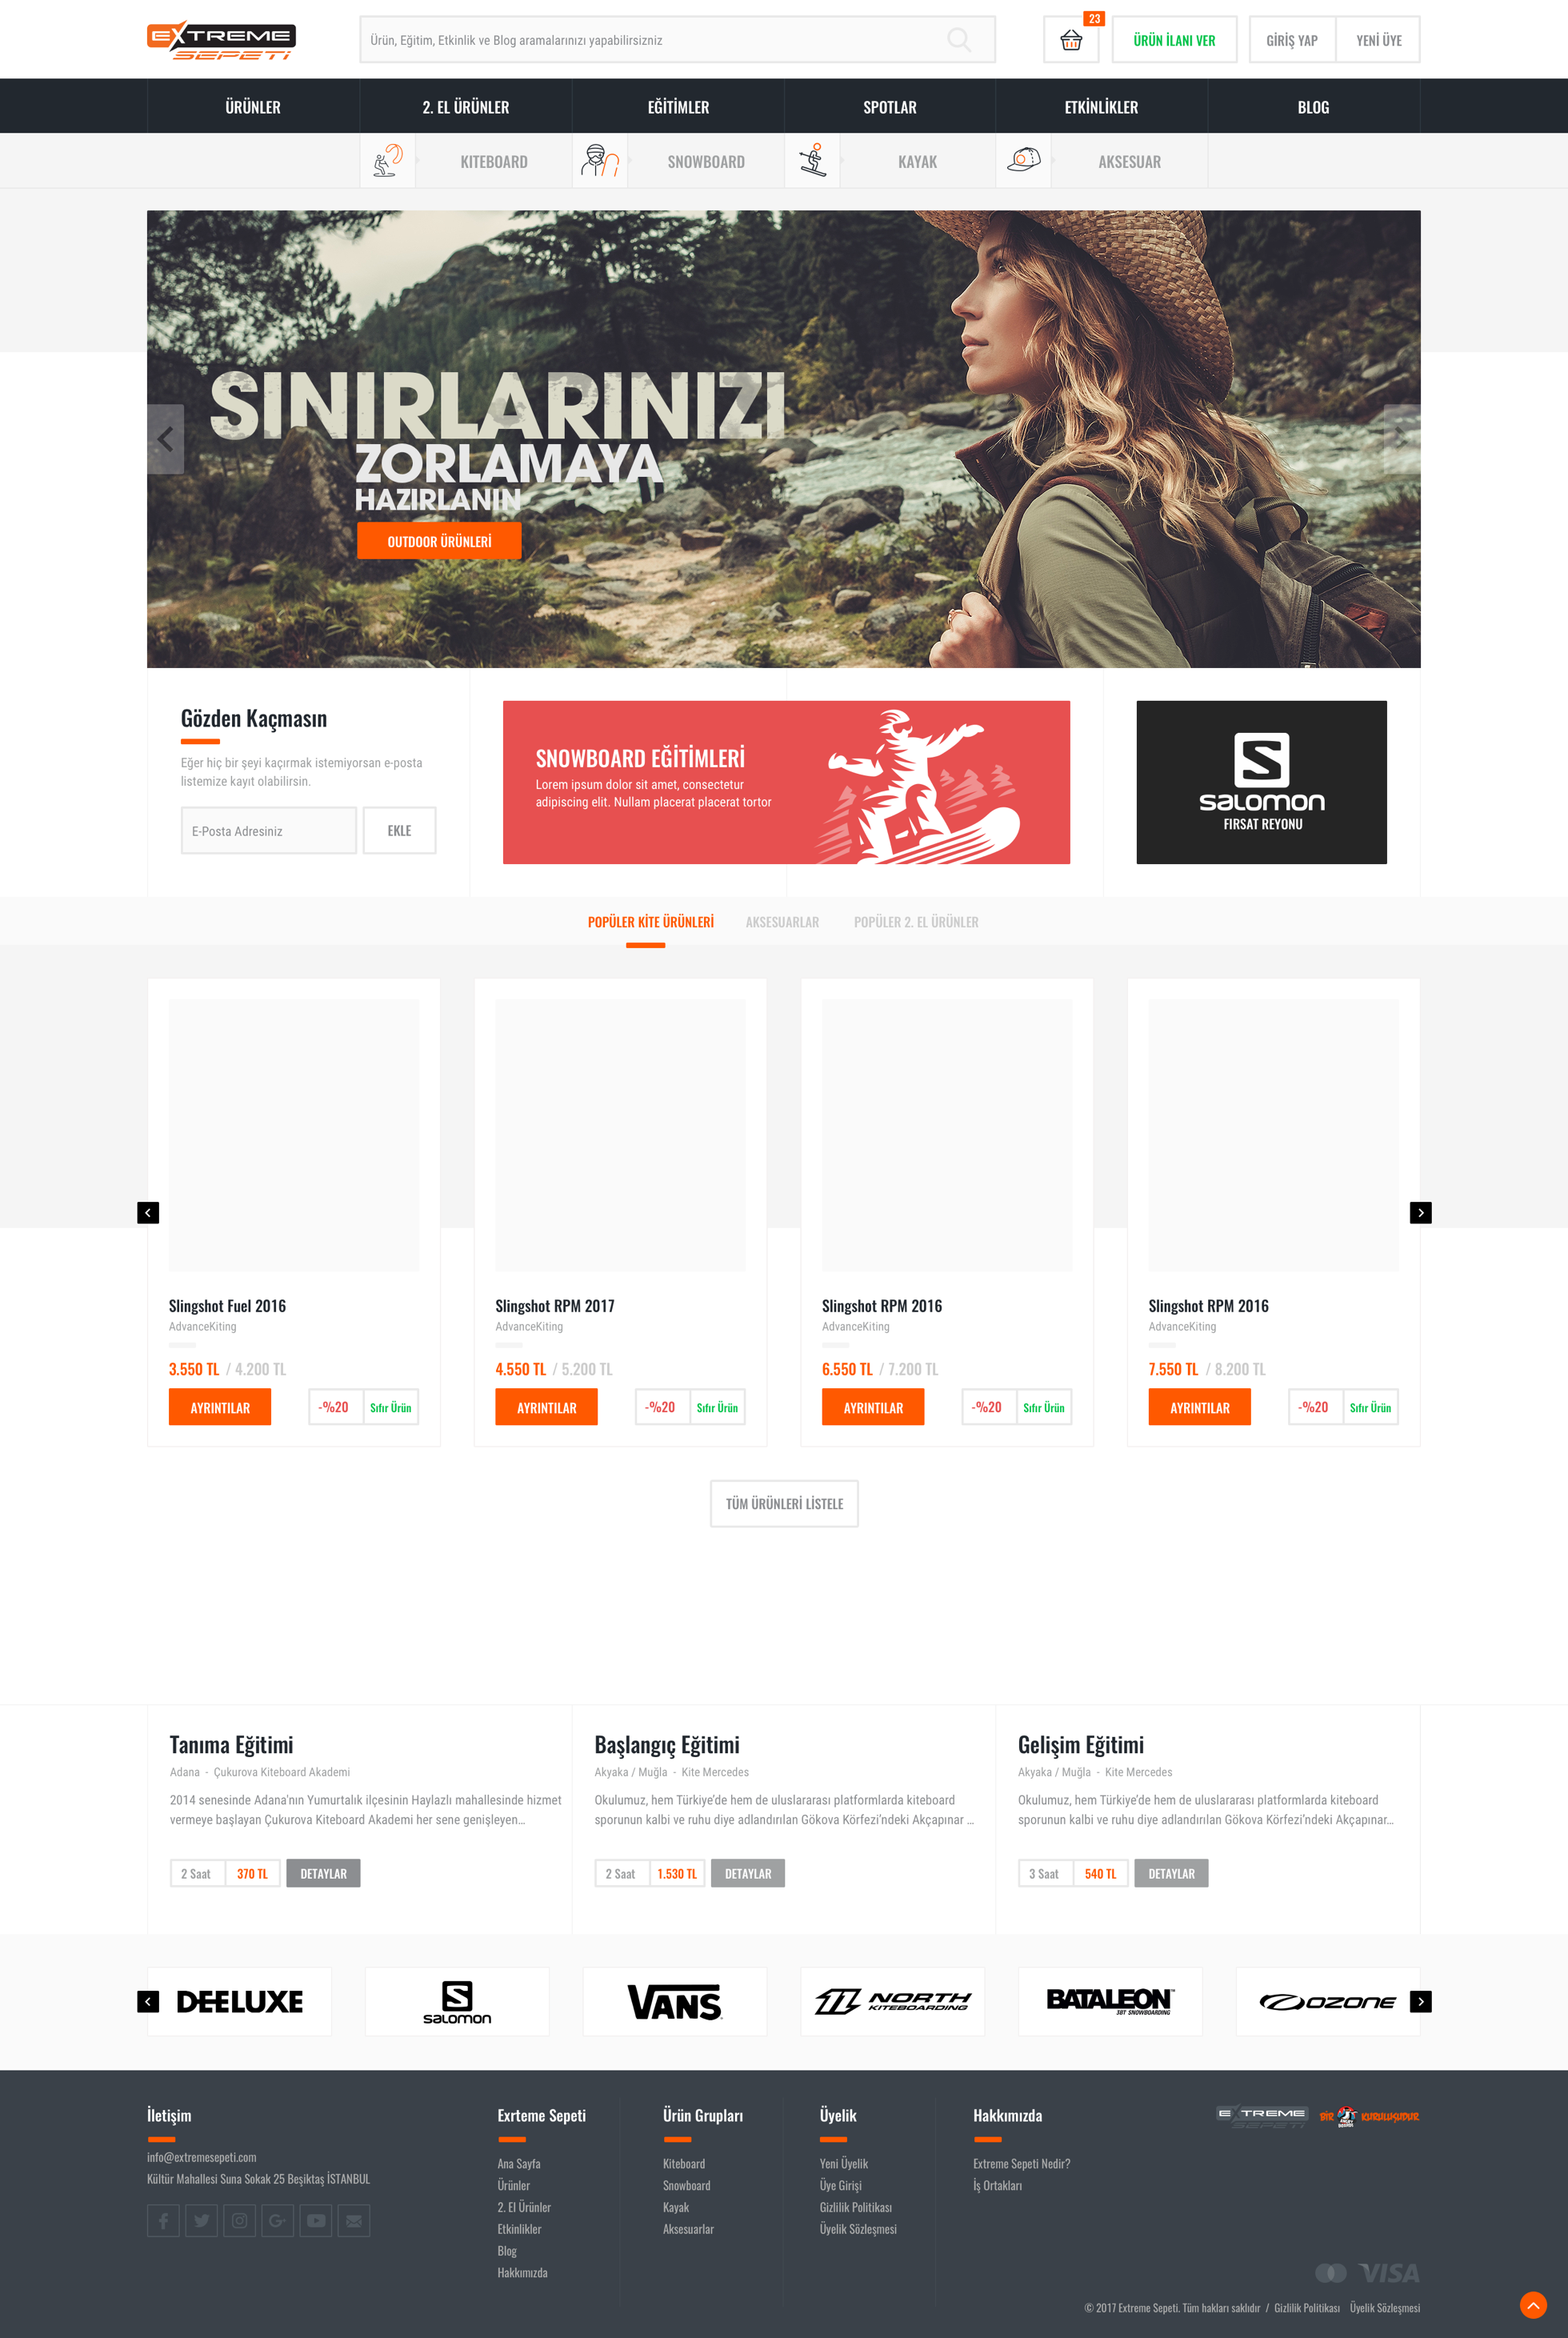 EXTREME
SEPETİ
Ürün, Eğitim, Etkinlik ve Blog aramalarınızı yapabilirsizniz
23
ÜRÜN İLANI VER
GİRİŞ YAP
YENİ ÜYE
ÜRÜNLER
2. EL ÜRÜNLER
EĞİTİMLER
SPOTLAR
ETKİNLİKLER
BLOG
KITEBOARD
SNOWBOARD
KAYAK
AKSESUAR
SINIRLARINIZI
ZORLAMAYA
HAZIRLANIN
OUTDOOR ÜRÜNLERİ
Gözden Kaçmasın
Eğer hiç bir şeyi kaçırmak istemiyorsan e-posta
listemize kayıt olabilirsin.
E-Posta Adresiniz
EKLE
SNOWBOARD EĞİTİMLERİ
Lorem ipsum dolor sit amet, consectetur
adipiscing elit. Nullam placerat placerat tortor
S
salomon
FIRSAT REYONU
POPÜLER KİTE ÜRÜNLERİ
AKSESUARLAR
POPÜLER 2. EL ÜRÜNLER
Slingshot Fuel 2016
AdvanceKiting
3.550 TL / 4.200 TL
AYRINTILAR
-%20
Sıfır Ürün
Slingshot RPM 2017
AdvanceKiting
4.550 TL / 5.200 TL
AYRINTILAR
-%20
Sıfır Ürün
Slingshot RPM 2016
AdvanceKiting
6.550 TL / 7.200 TL
AYRINTILAR
-%20
Sıfır Ürün
Slingshot RPM 2016
AdvanceKiting
7.550 TL / 8.200 TL
AYRINTILAR
-%20
Sıfır Ürün
TÜM ÜRÜNLERİ LİSTELE
Tanıma Eğitimi
Adana - Çukurova Kiteboard Akademi
2014 senesinde Adana'nın Yumurtalık ilçesinin Haylazlı mahallesinde hizmet
vermeye başlayan Çukurova Kiteboard Akademi her sene genişleyen...
2 Saat
370 TL
DETAYLAR
Başlangıç Eğitimi
Akyaka / Muğla - Kite Mercedes
Okulumuz, hem Türkiye'de hem de uluslararası platformlarda kiteboard
sporunun kalbi ve ruhu diye adlandırılan Gökova Körfezi'ndeki Akçapınar ...
2 Saat
1.530 TL
DETAYLAR
Gelişim Eğitimi
Akyaka / Muğla - Kite Mercedes
Okulumuz, hem Türkiye'de hem de uluslararası platformlarda kiteboard
sporunun kalbi ve ruhu diye adlandırılan Gökova Körfezi'ndeki Akçapınar...
3 Saat
540 TL
DETAYLAR
DEELUXE
S
salomon
VANS
NORTH
KITEBOARDING
BATALEON™
3BT SNOWBOARDING
OZONE
İletişim
info@extremesepeti.com
Kültür Mahallesi Suna Sokak 25 Beşiktaş İSTANBUL
Exrteme Sepeti
Ana Sayfa
Ürünler
2. El Ürünler
Etkinlikler
Blog
Hakkımızda
Ürün Grupları
Kiteboard
Snowboard
Kayak
Aksesuarlar
Üyelik
Yeni Üyelik
Üye Girişi
Gizlilik Politikası
Üyelik Sözleşmesi
Hakkımızda
Extreme Sepeti Nedir?
İş Ortakları
EXTREME
SEPETİ
BİR
KURULUŞUDUR
VISA
© 2017 Extreme Sepeti. Tüm hakları saklıdır / Gizlilik Politikası Üyelik Sözleşmesi